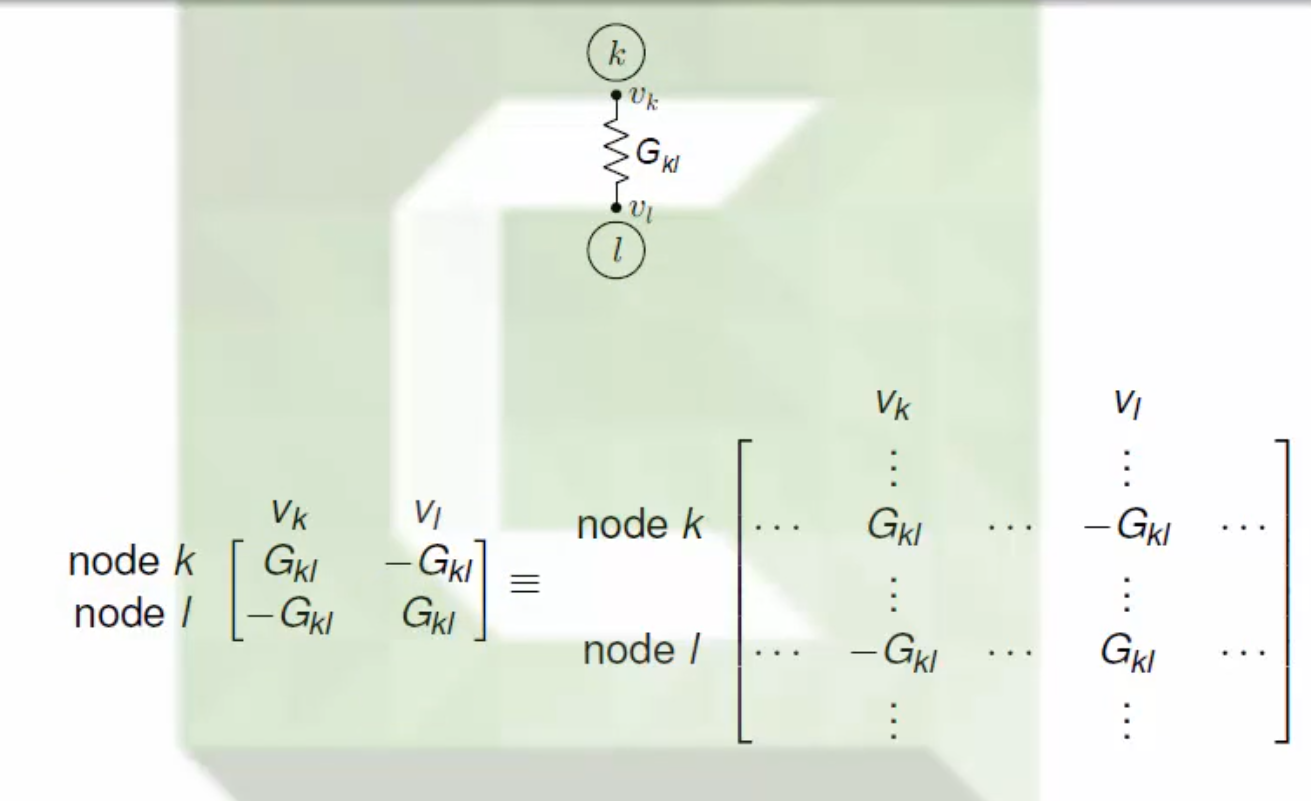 k
v_k
G_kl
v_l
l
v_k v_l
node k [ G_kl −G_kl ]
node l [ −G_kl G_kl ]
≡
v_k v_l
⋮ ⋮
node k ⋯ G_kl ⋯ −G_kl ⋯
⋮ ⋮
node l ⋯ −G_kl ⋯ G_kl ⋯
⋮ ⋮